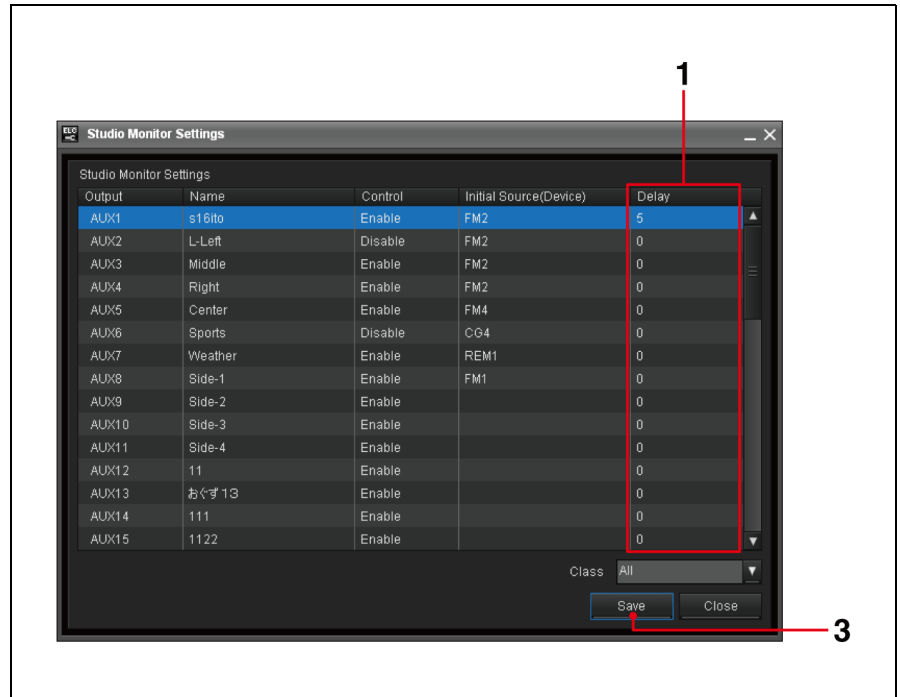 1
ELC Studio Monitor Settings
Studio Monitor Settings
Output Name Control Initial Source(Device) Delay
AUX1 s16ito Enable FM2 5
AUX2 L-Left Disable FM2 0
AUX3 Middle Enable FM2 0
AUX4 Right Enable FM2 0
AUX5 Center Enable FM4 0
AUX6 Sports Disable CG4 0
AUX7 Weather Enable REM1 0
AUX8 Side-1 Enable FM1 0
AUX9 Side-2 Enable 0
AUX10 Side-3 Enable 0
AUX11 Side-4 Enable 0
AUX12 11 Enable 0
AUX13 おぐず13 Enable 0
AUX14 111 Enable 0
AUX15 1122 Enable 0
Class All
Save Close
3